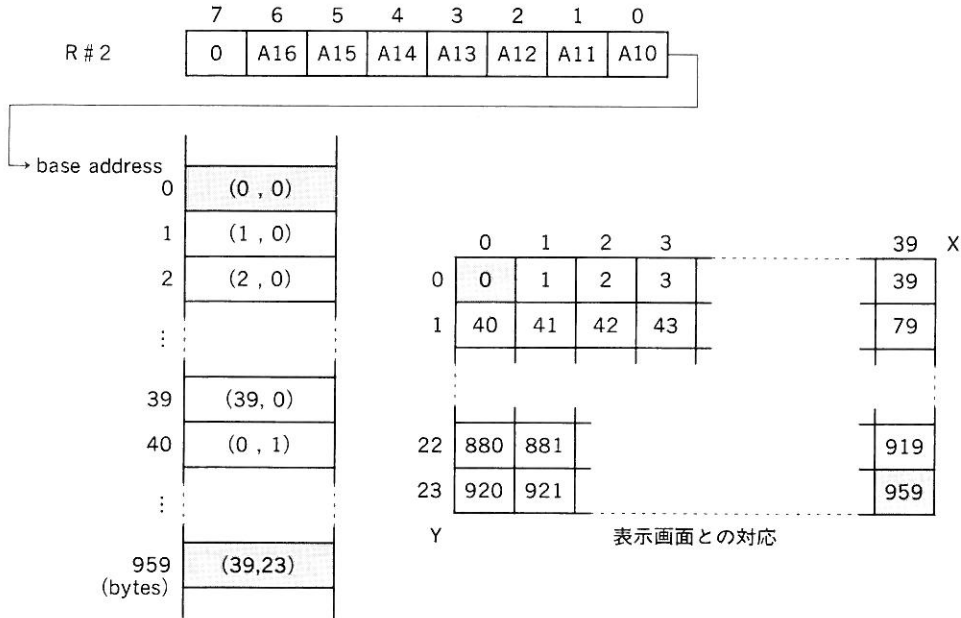 7 6 5 4 3 2 1 0
R#2 0 A16 A15 A14 A13 A12 A11 A10
base address
0 (0 , 0)
1 (1 , 0)
2 (2 , 0)
⋮
39 (39, 0)
40 (0 , 1)
⋮
959 (39,23)
(bytes)
0 1 2 3 39 X
0 0 1 2 3 39
1 40 41 42 43 79
22 880 881 919
23 920 921 959
Y
表示画面との対応